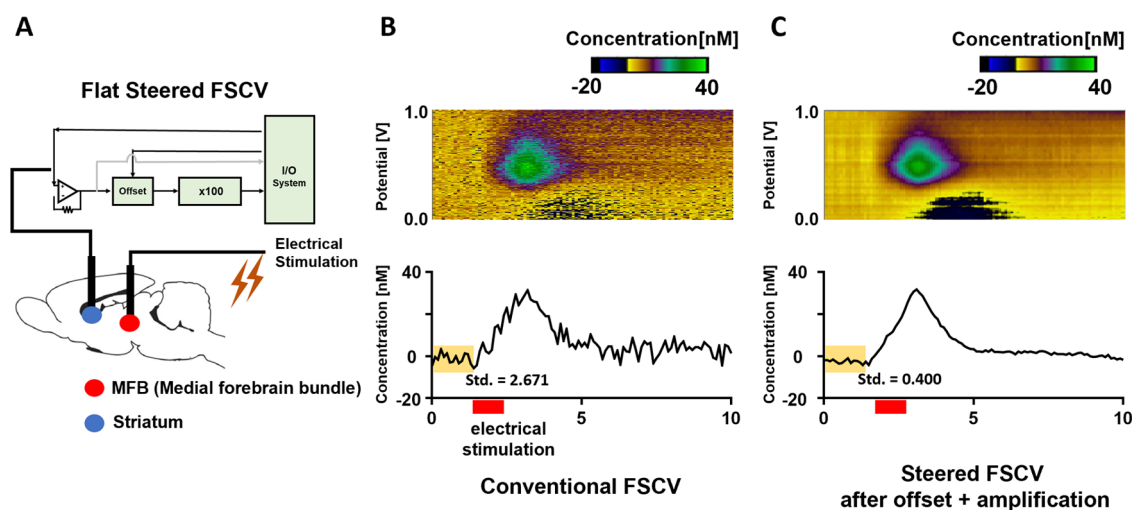 A
Flat Steered FSCV
Offset
x100
I/O
System
Electrical
Stimulation
MFB (Medial forebrain bundle)
Striatum
B
Concentration[nM]
-20
40
1.0
Potential [V]
0.0
40
Concentration [nM]
20
0
Std. = 2.671
-20
0
5
10
electrical
stimulation
Conventional FSCV
C
Concentration[nM]
-20
40
1.0
Potential [V]
0.0
40
Concentration [nM]
20
0
Std. = 0.400
-20
0
5
10
Steered FSCV
after offset + amplification